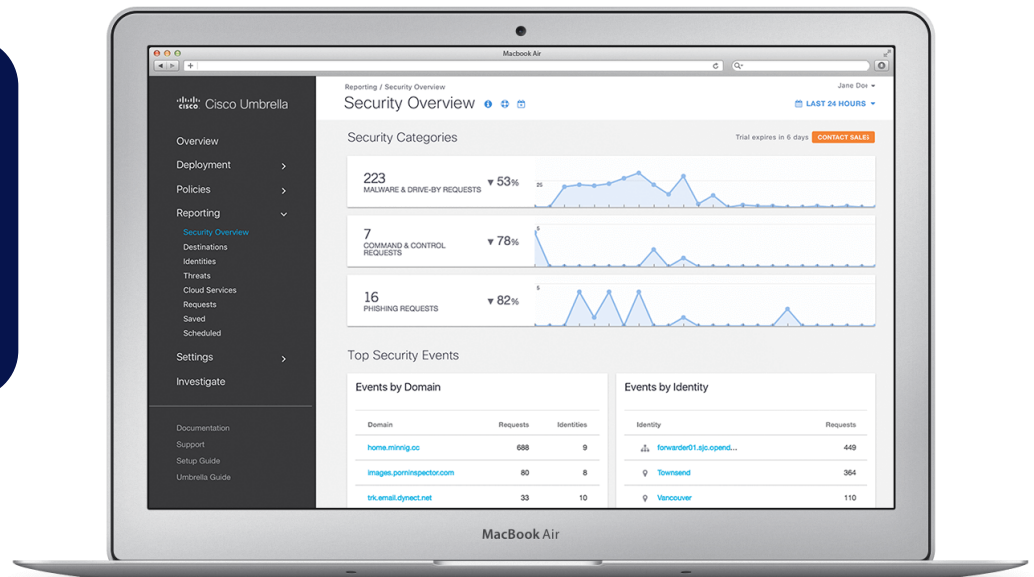 Macbook Air
Reporting / Security Overview
Jane Doe
CISCO Cisco Umbrella
Security Overview
LAST 24 HOURS
Overview
Deployment
Policies
Reporting
Security Overview
Destinations
Identities
Threats
Cloud Services
Requests
Saved
Scheduled
Settings
Investigate
Documentation
Support
Setup Guide
Umbrella Guide
Security Categories
Trial expires in 6 days CONTACT SALES
223
MALWARE & DRIVE-BY REQUESTS
▼ 53%
25
7
COMMAND & CONTROL
REQUESTS
▼ 78%
5
16
PHISHING REQUESTS
▼ 82%
5
Top Security Events
Events by Domain
Domain Requests Identities
home.minnig.cc 688 9
images.porninspector.com 80 8
trk.email.dynect.net 33 10
Events by Identity
Identity Requests
forwarder01.sjc.opend... 449
Townsend 364
Vancouver 110
MacBook Air